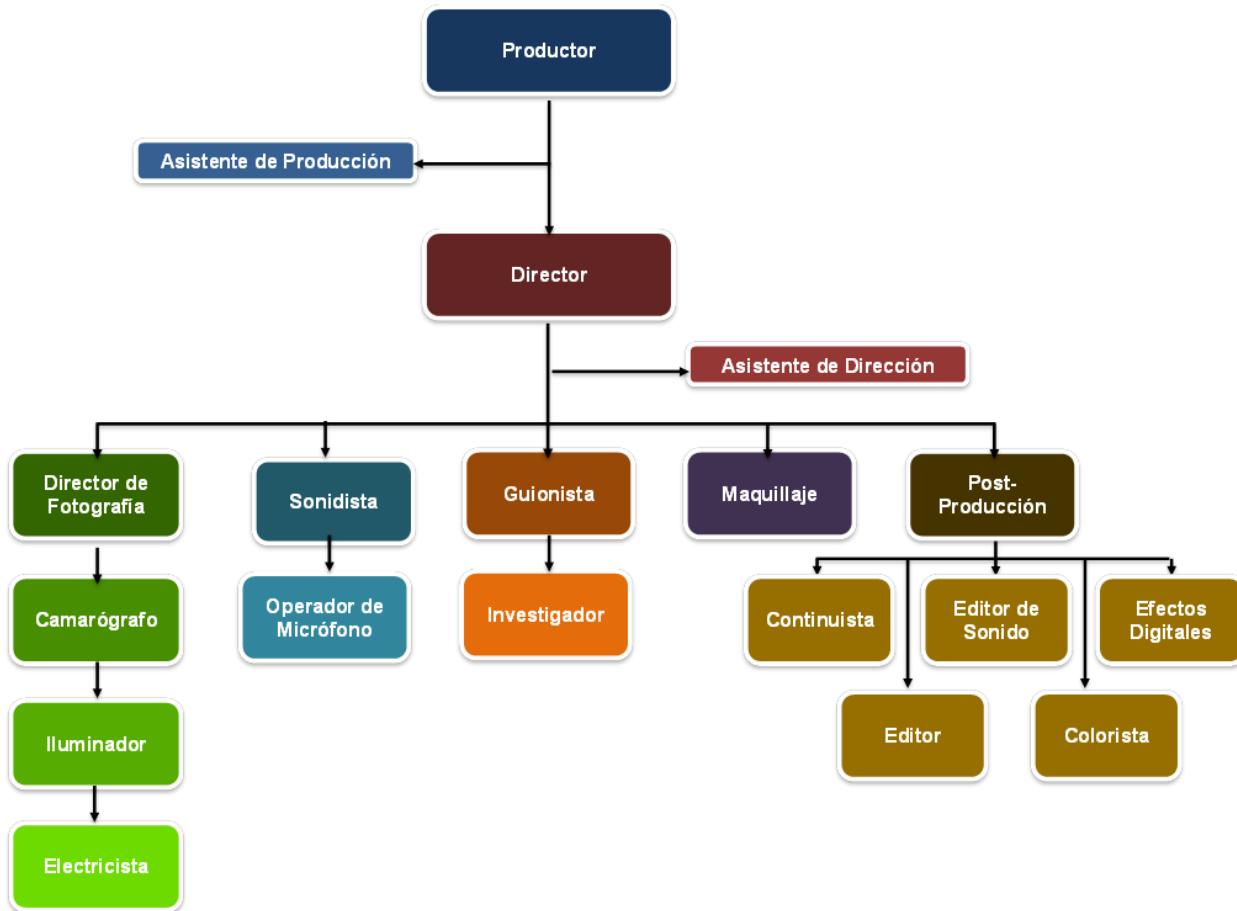 Productor
Asistente de Producción
Director
Asistente de Dirección
Director de
Fotografía
Sonidista
Guionista
Maquillaje
Post-
Producción
Camarógrafo
Operador de
Micrófono
Investigador
Continuista
Editor de
Sonido
Efectos
Digitales
Iluminador
Editor
Colorista
Electricista